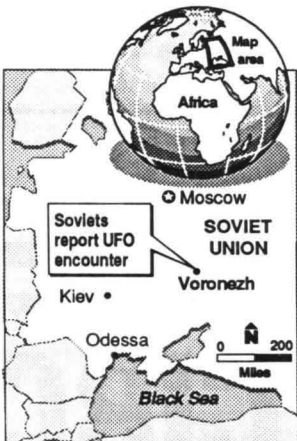 Map
area
Africa
Moscow
Soviets
report UFO
encounter
SOVIET
UNION
Voronezh
Kiev
Odessa
N
0 200
Miles
Black Sea